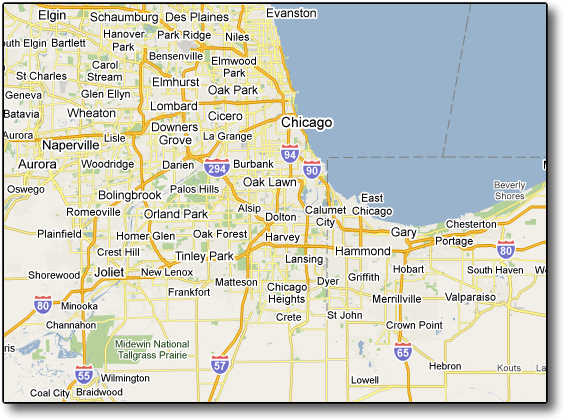 Elgin
Schaumburg
Des Plaines
Evanston
Hanover
Park
Park Ridge
Niles
South Elgin
Bartlett
Bensenville
Elmwood
Park
St Charles
Carol
Stream
Elmhurst
Oak Park
Geneva
Glen Ellyn
Batavia
Wheaton
Lombard
Cicero
Chicago
Aurora
Lisle
Downers
Grove
La Grange
Naperville
94
Aurora
Woodridge
Darien
294
Burbank
90
Oswego
Bolingbrook
Palos Hills
Oak Lawn
Beverly
Shores
Romeoville
Orland Park
Alsip
Dolton
Calumet
City
East
Chicago
Chesterton
Plainfield
Homer Glen
Oak Forest
Harvey
Gary
Portage
Crest Hill
Tinley Park
Hammond
80
Shorewood
Joliet
New Lenox
Lansing
Hobart
South Haven
We
Frankfort
Matteson
Chicago
Heights
Dyer
Griffith
80
Minooka
Merrillville
Valparaiso
Channahon
Crete
St John
Crown Point
ris
Midewin National
Tallgrass Prairie
65
57
Hebron
Kouts
55
Wilmington
Lowell
Coal City
Braidwood